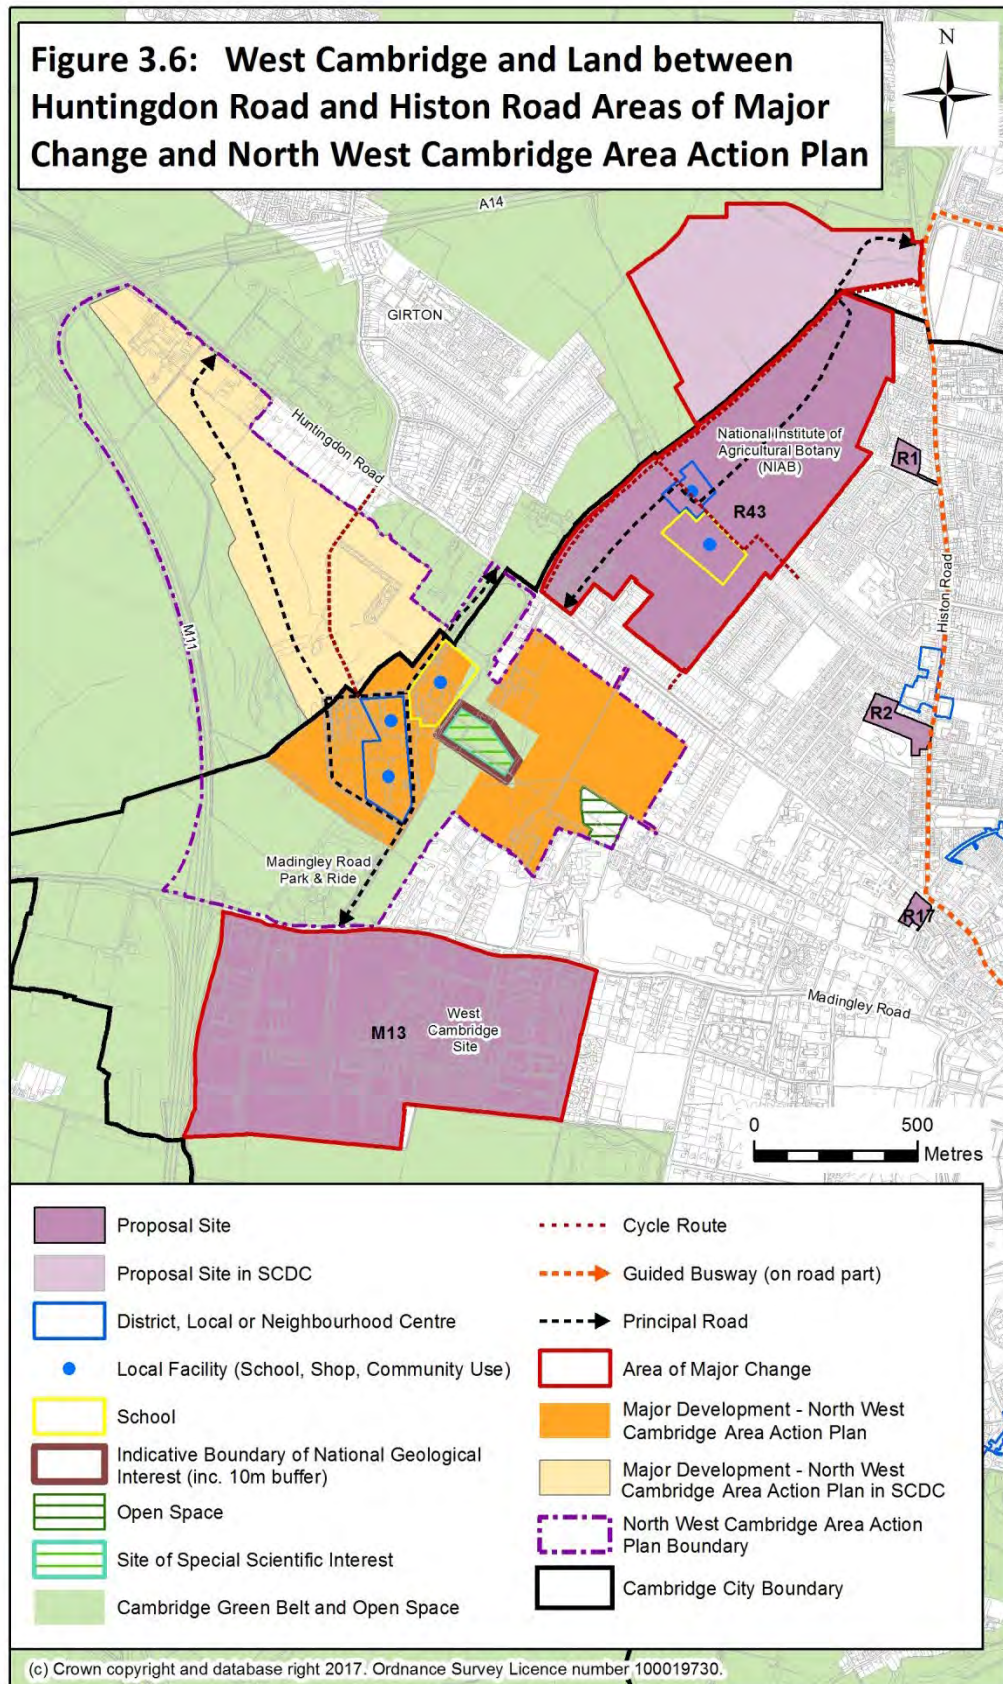 Figure 3.6: West Cambridge and Land between
Huntingdon Road and Histon Road Areas of Major
Change and North West Cambridge Area Action Plan
N
A14
GIRTON
Huntingdon Road
National Institute of
Agricultural Botany
(NIAB)
R1
R43
M11
Histon Road
R2
Madingley Road
Park & Ride
R17
Madingley Road
West
Cambridge
Site
M13
0 500
Metres
Proposal Site
Proposal Site in SCDC
District, Local or Neighbourhood Centre
Local Facility (School, Shop, Community Use)
School
Indicative Boundary of National Geological
Interest (inc. 10m buffer)
Open Space
Site of Special Scientific Interest
Cambridge Green Belt and Open Space
Cycle Route
Guided Busway (on road part)
Principal Road
Area of Major Change
Major Development - North West
Cambridge Area Action Plan
Major Development - North West
Cambridge Area Action Plan in SCDC
North West Cambridge Area Action
Plan Boundary
Cambridge City Boundary
(c) Crown copyright and database right 2017. Ordnance Survey Licence number 100019730.